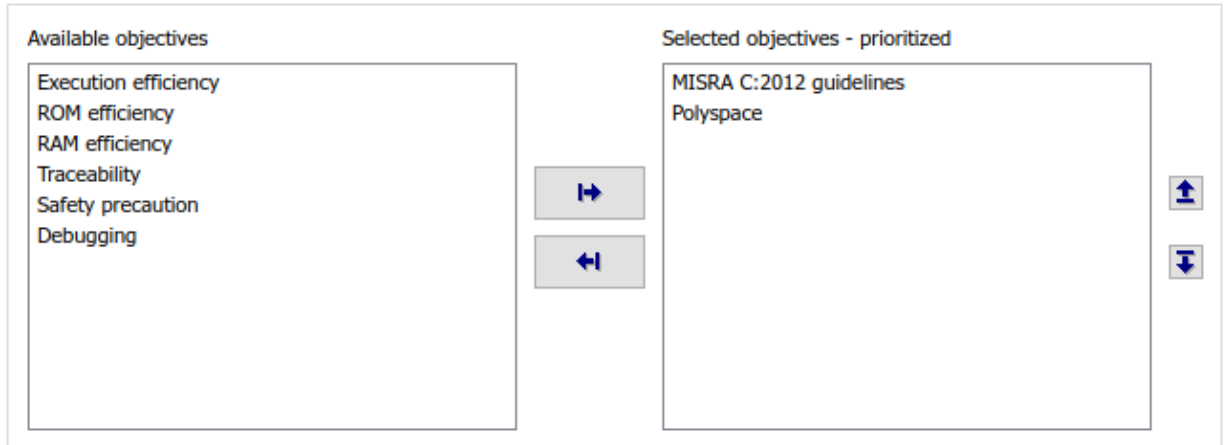 Available objectives
Execution efficiency
ROM efficiency
RAM efficiency
Traceability
Safety precaution
Debugging
Selected objectives - prioritized
MISRA C:2012 guidelines
Polyspace